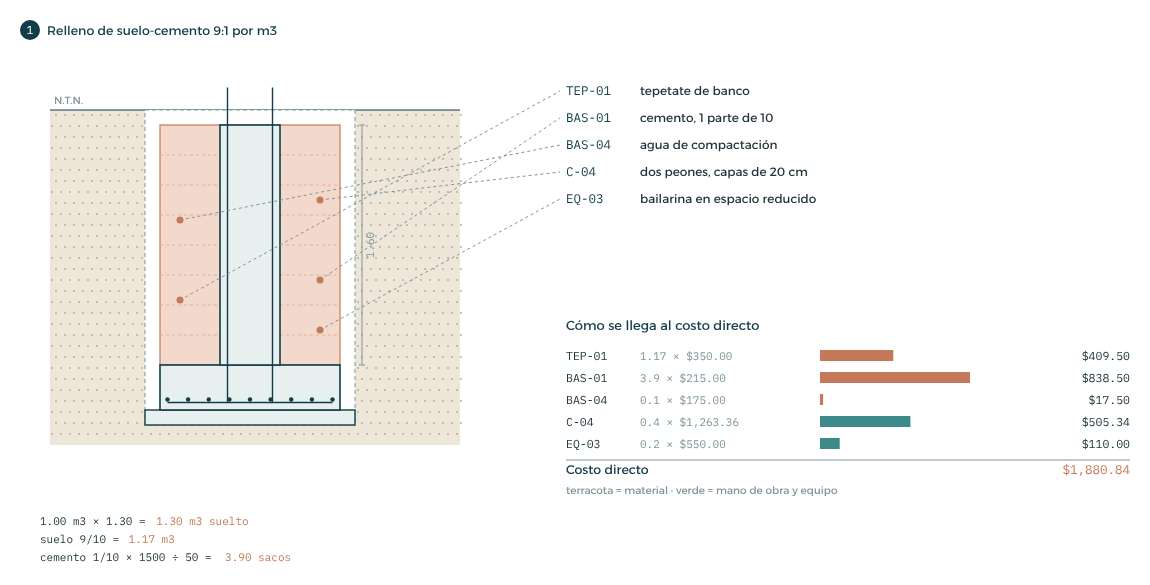 1 Relleno de suelo-cemento 9:1 por m3
N.T.N.
1.60
TEP-01 tepetate de banco
BAS-01 cemento, 1 parte de 10
BAS-04 agua de compactación
C-04 dos peones, capas de 20 cm
EQ-03 bailarina en espacio reducido
Cómo se llega al costo directo
TEP-01 1.17 × $350.00 $409.50
BAS-01 3.9 × $215.00 $838.50
BAS-04 0.1 × $175.00 $17.50
C-04 0.4 × $1,263.36 $505.34
EQ-03 0.2 × $550.00 $110.00
Costo directo $1,880.84
terracota = material · verde = mano de obra y equipo
1.00 m3 × 1.30 = 1.30 m3 suelto
suelo 9/10 = 1.17 m3
cemento 1/10 × 1500 ÷ 50 = 3.90 sacos